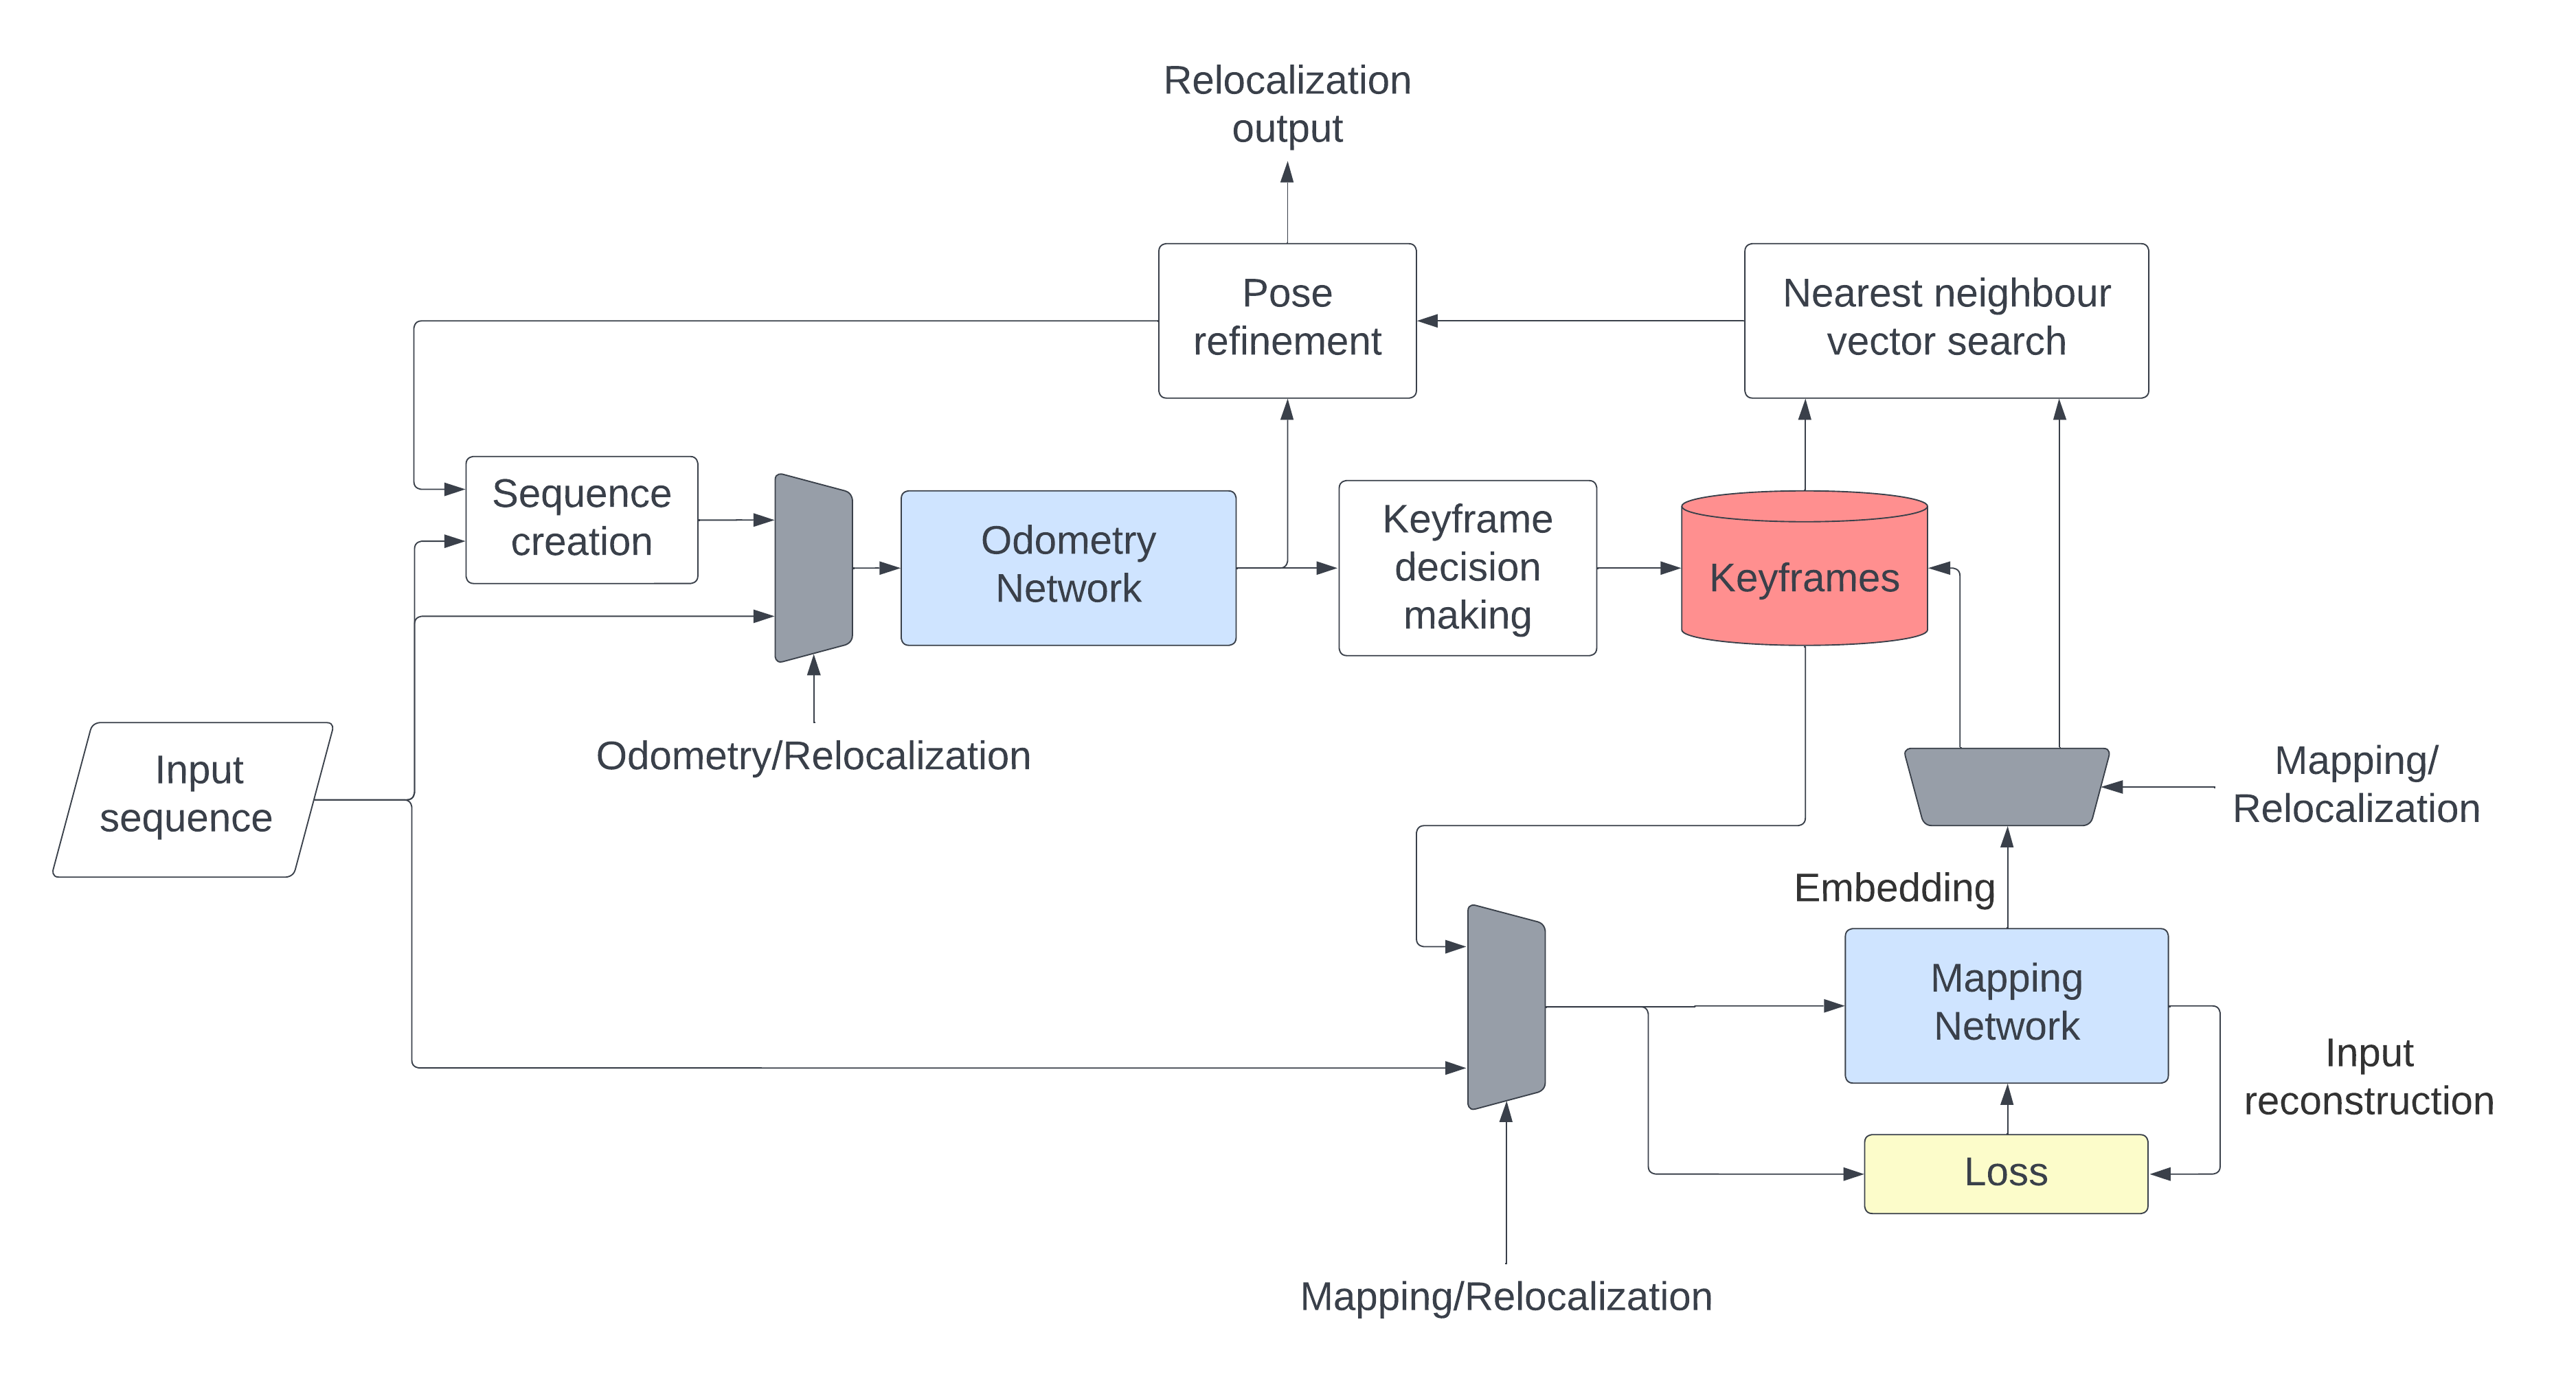 Relocalization
output
Pose
refinement
Nearest neighbour
vector search
Sequence
creation
Odometry
Network
Keyframe
decision
making
Keyframes
Odometry/Relocalization
Input
sequence
Mapping/
Relocalization
Embedding
Mapping
Network
Input
reconstruction
Loss
Mapping/Relocalization